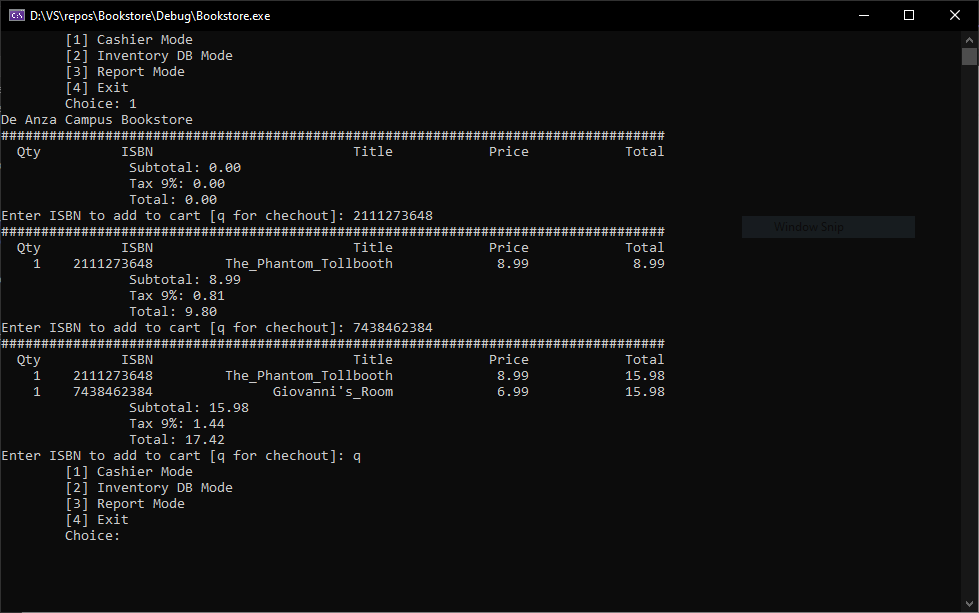 D:\VS\repos\Bookstore\Debug\Bookstore.exe
[1] Cashier Mode
[2] Inventory DB Mode
[3] Report Mode
[4] Exit
Choice: 1
De Anza Campus Bookstore
###################################################################################
Qty ISBN Title Price Total
Subtotal: 0.00
Tax 9%: 0.00
Total: 0.00
Enter ISBN to add to cart [q for chechout]: 2111273648
Window Snip
###################################################################################
Qty ISBN Title Price Total
1 2111273648 The_Phantom_Tollbooth 8.99 8.99
Subtotal: 8.99
Tax 9%: 0.81
Total: 9.80
Enter ISBN to add to cart [q for chechout]: 7438462384
###################################################################################
Qty ISBN Title Price Total
1 2111273648 The_Phantom_Tollbooth 8.99 15.98
1 7438462384 Giovanni's_Room 6.99 15.98
Subtotal: 15.98
Tax 9%: 1.44
Total: 17.42
Enter ISBN to add to cart [q for chechout]: q
[1] Cashier Mode
[2] Inventory DB Mode
[3] Report Mode
[4] Exit
Choice: